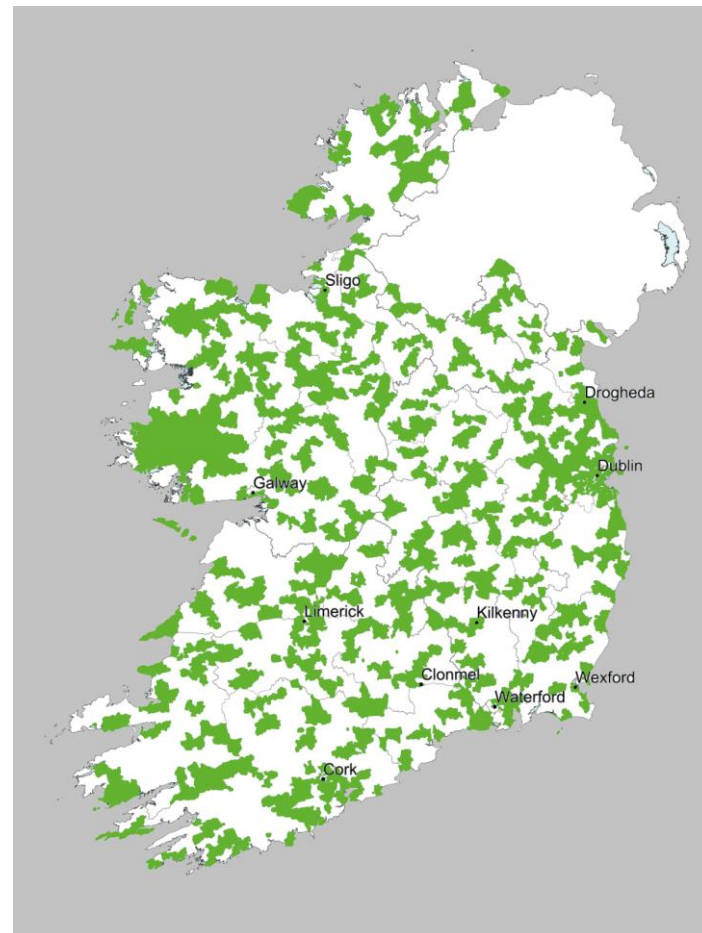 Sligo
Drogheda
Dublin
Galway
Limerick
Kilkenny
Clonmel
Wexford
Waterford
Cork